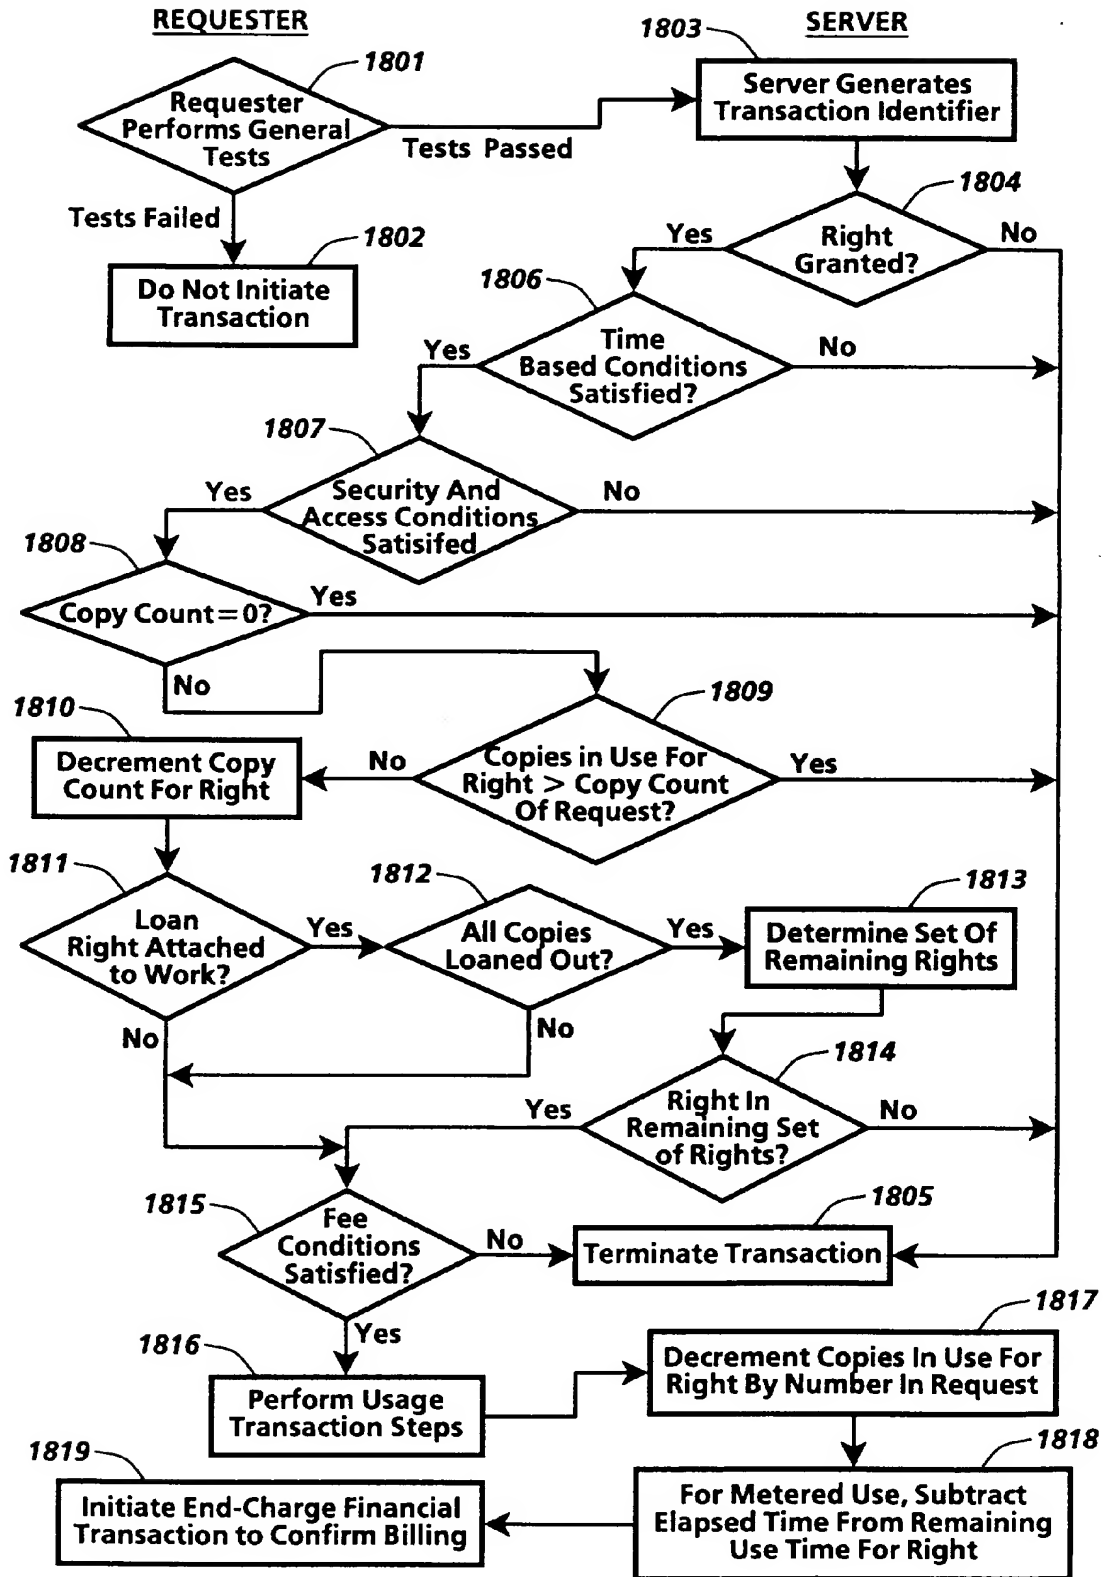 REQUESTER
SERVER
1801
1803
Requester
Performs General
Tests
Tests Passed
Server Generates
Transaction Identifier
Tests Failed
1802
Do Not Initiate
Transaction
1804
Right
Granted?
Yes
No
1806
Time
Based Conditions
Satisfied?
Yes
No
1807
Security And
Access Conditions
Satisifed
Yes
No
1808
Copy Count=0?
Yes
No
1809
Copies in Use For
Right > Copy Count
Of Request?
No
Yes
1810
Decrement Copy
Count For Right
1811
Loan
Right Attached
to Work?
Yes
No
1812
All Copies
Loaned Out?
Yes
No
1813
Determine Set Of
Remaining Rights
1814
Right In
Remaining Set
of Rights?
Yes
No
1815
Fee
Conditions
Satisfied?
No
Yes
1805
Terminate Transaction
1816
Perform Usage
Transaction Steps
1817
Decrement Copies In Use For
Right By Number In Request
1818
For Metered Use, Subtract
Elapsed Time From Remaining
Use Time For Right
1819
Initiate End-Charge Financial
Transaction to Confirm Billing